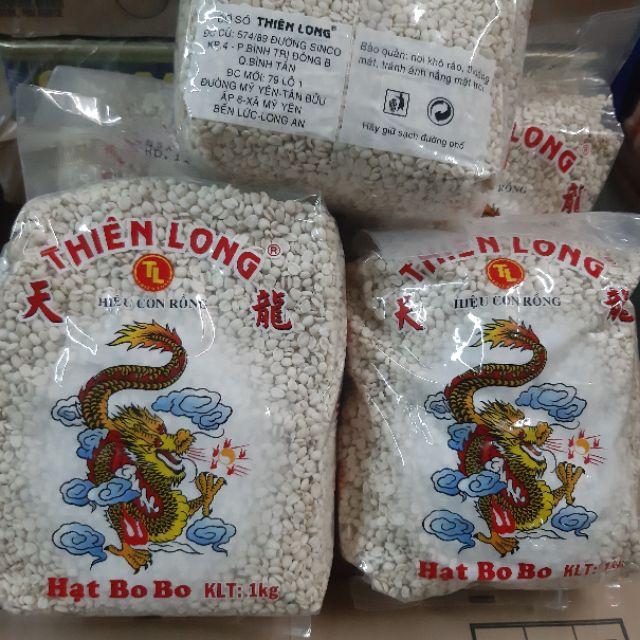 CƠ SỞ THIÊN LONG®
ĐC CŨ: 574/89 ĐƯỜNG SINCO
KP.4 - P.BÌNH TRỊ ĐÔNG B
Q.BÌNH TÂN
ĐC MỚI: 79 LÔ 1
ĐƯỜNG MỸ YÊN-TÂN BỬU
ẤP 6-XÃ MỸ YÊN
BẾN LỨC-LONG AN
Bảo quản: nơi khô ráo, thoáng
mát, tránh ánh nắng mặt trời.
Hãy giữ sạch đường phố
LONG
龍
THIÊN LONG®
TL
HIỆU CON RỒNG
天 龍
Hạt Bo Bo KLT: 1kg
THIÊN LONG
TL
HIỆU CON RỒNG
天 龍
Hạt Bo Bo KLT: 1kg